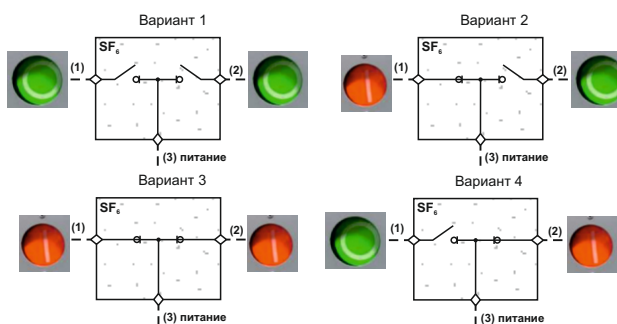 Вариант 1
SF6
(1)
(2)
(3) питание
Вариант 2
SF6
(1)
(2)
(3) питание
Вариант 3
SF6
(1)
(2)
(3) питание
Вариант 4
SF6
(1)
(2)
(3) питание